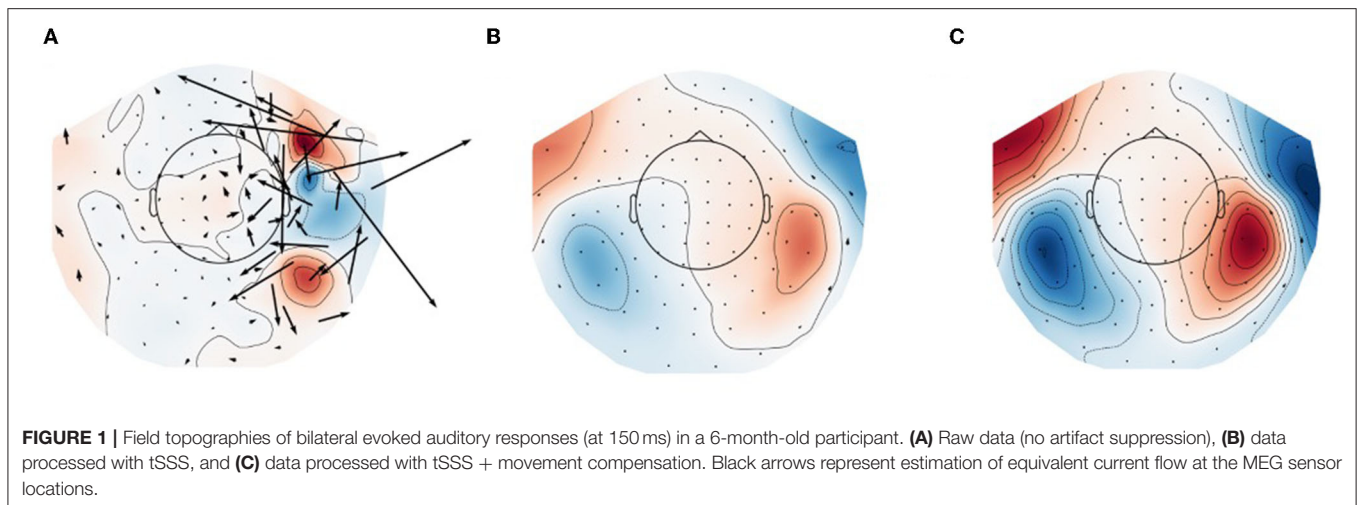 A
B
C
FIGURE 1 | Field topographies of bilateral evoked auditory responses (at 150 ms) in a 6-month-old participant. (A) Raw data (no artifact suppression), (B) data
processed with tSSS, and (C) data processed with tSSS + movement compensation. Black arrows represent estimation of equivalent current flow at the MEG sensor
locations.